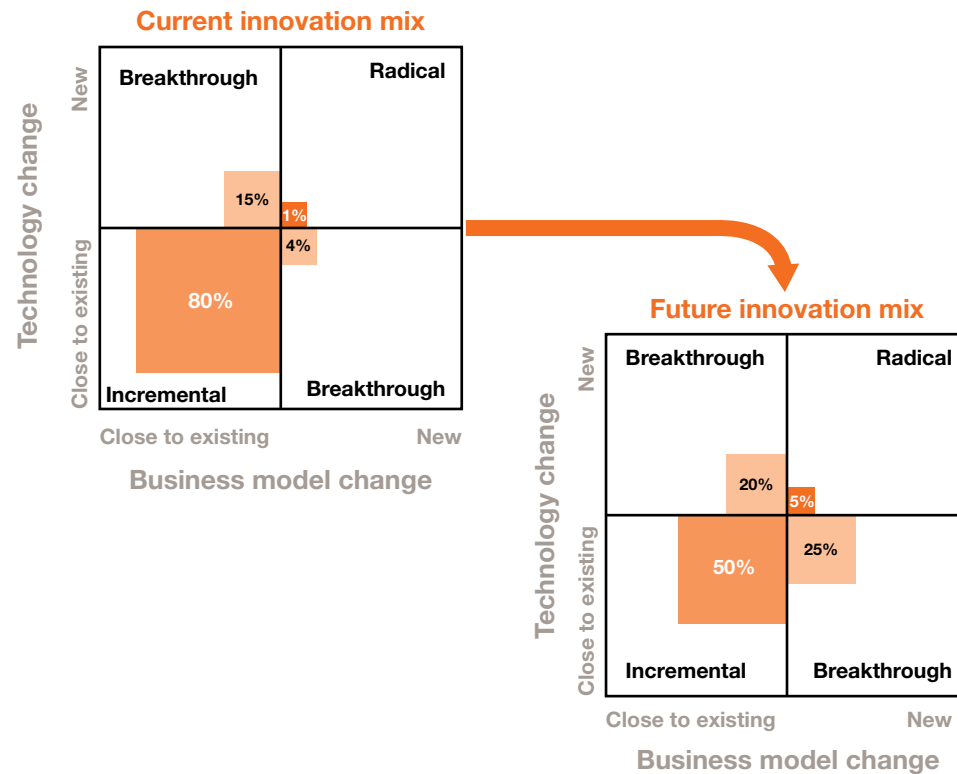 Current innovation mix
Technology change
New
Close to existing
Breakthrough
Radical
15%
1%
4%
80%
Incremental
Breakthrough
Close to existing
New
Business model change
Future innovation mix
Technology change
New
Close to existing
Breakthrough
Radical
20%
5%
50%
25%
Incremental
Breakthrough
Close to existing
New
Business model change